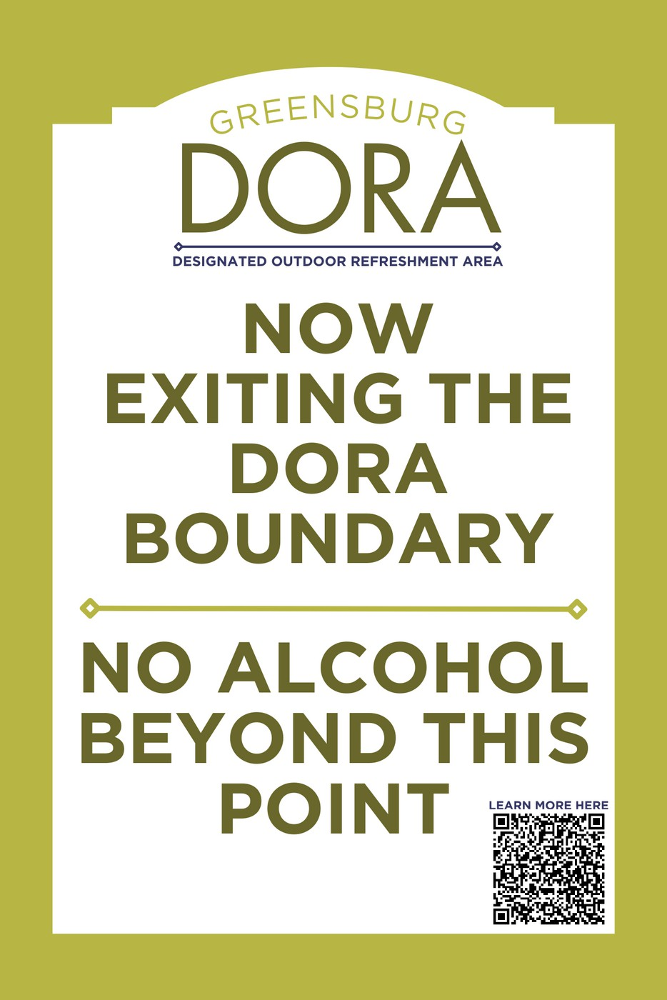 GREENSBURG
DORA
DESIGNATED OUTDOOR REFRESHMENT AREA
NOW
EXITING THE
DORA
BOUNDARY
NO ALCOHOL
BEYOND THIS
POINT
LEARN MORE HERE